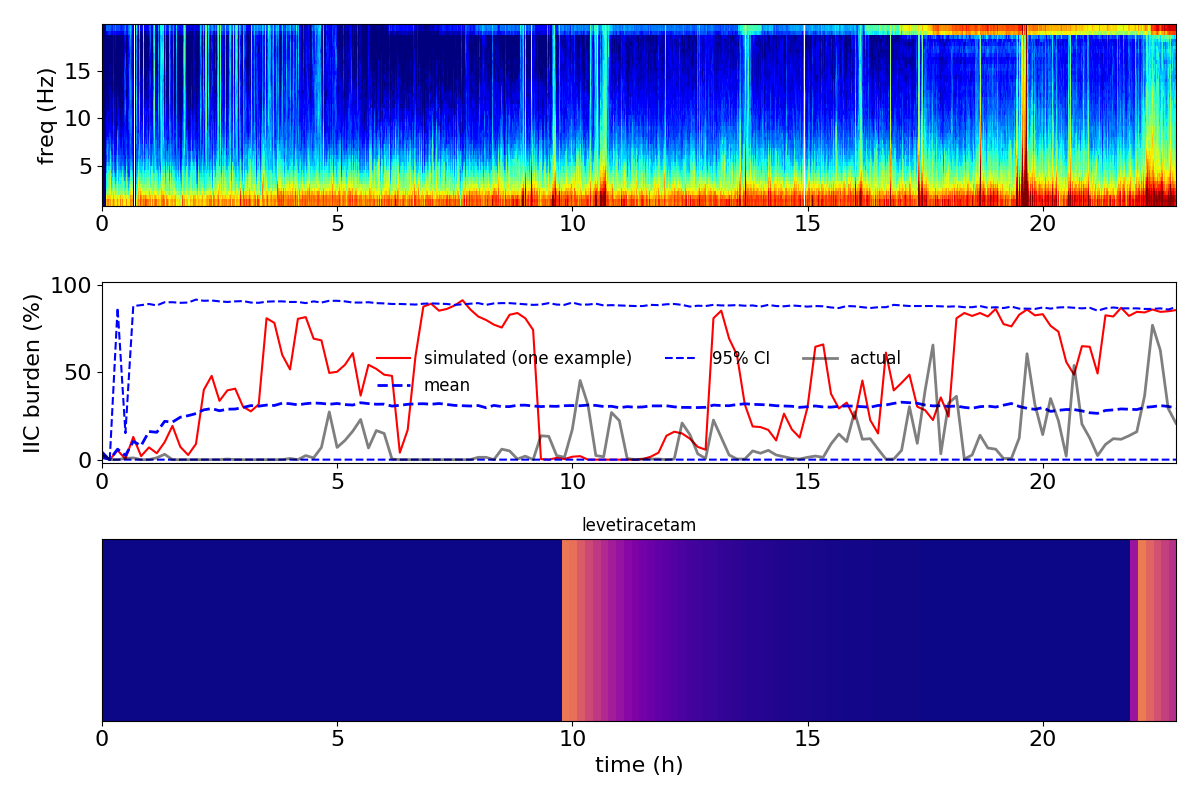 freq (Hz)
15
10
5
0 5 10 15 20
IIC burden (%)
100
50
0
simulated (one example) 95% CI actual
mean
0 5 10 15 20
levetiracetam
0 5 10 15 20
time (h)